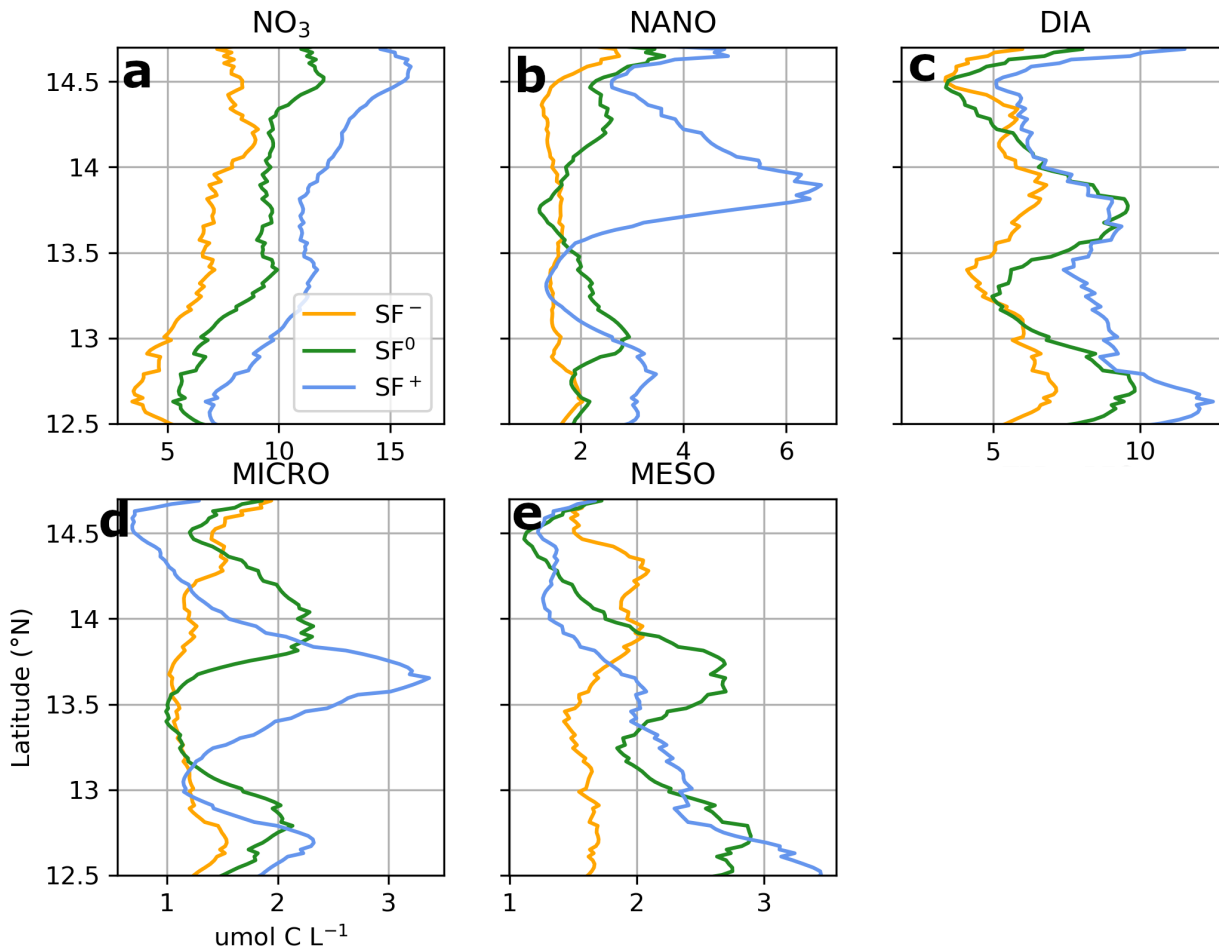 NO₃ NANO DIA
a b c
14.5
14
13.5
13
12.5
SF⁻
SF⁰
SF⁺
5 10 15 2 4 6 5 10
MICRO MESO
d e
14.5
14
13.5
13
12.5
Latitude (°N)
1 2 3 1 2 3
umol C L⁻¹